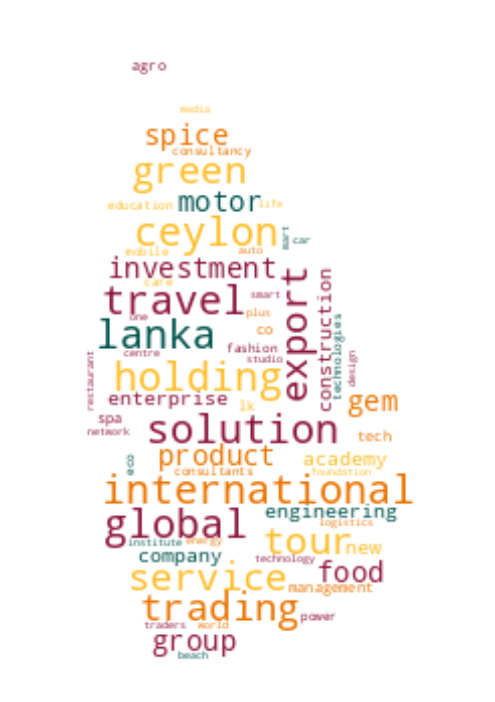 agro
media
spice
consultancy
green
motor
education
life
ceylon
mart
car
mobile
auto
investment
care
export
construction
travel
smart
one
plus
technologies
lanka
co
centre
fashion
studio
design
restaurant
holding
enterprise
lk
gem
spa
network
solution
tech
product
academy
eco
consultants
foundation
international
engineering
global
logistics
institute
energy
tour
new
company
technology
service
food
management
trading
power
traders
world
group
beach